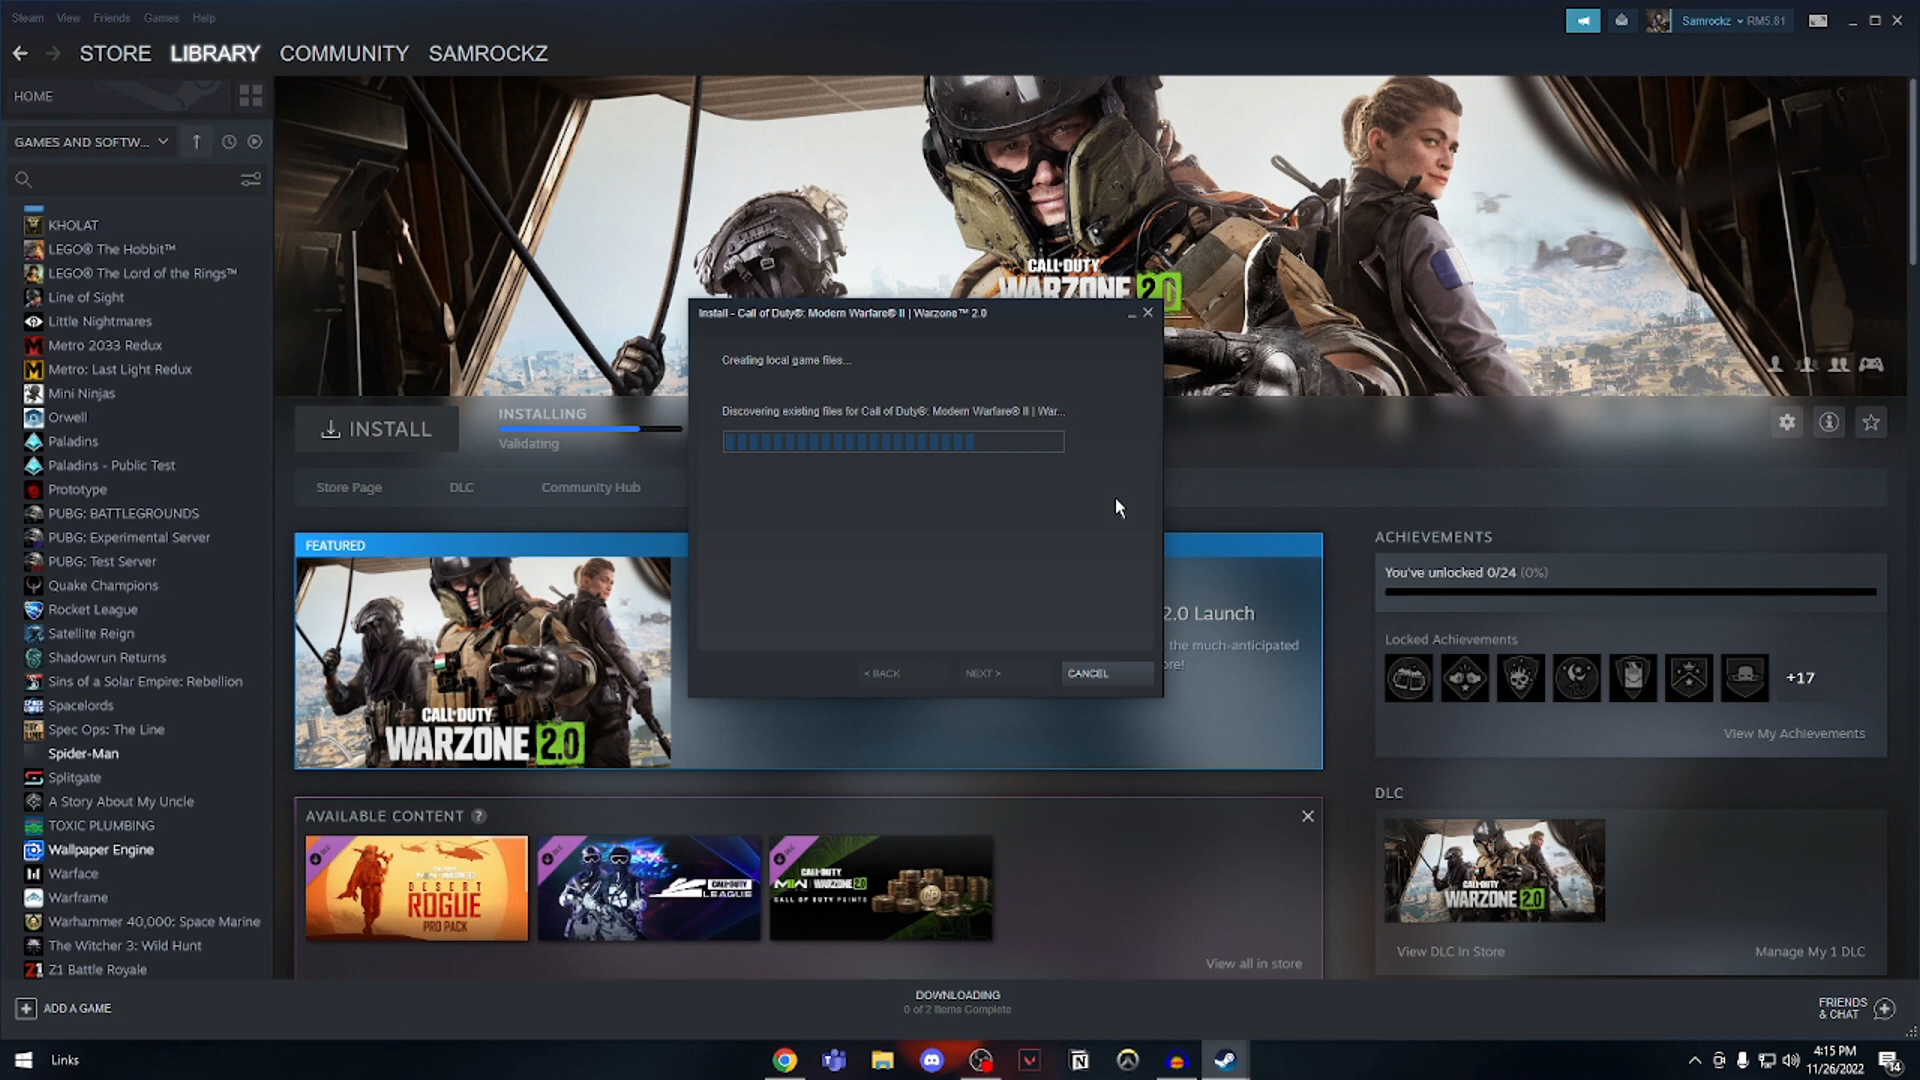 Steam View Friends Games Help
Samrockz RM5.81
STORE LIBRARY COMMUNITY SAMROCKZ
HOME
GAMES AND SOFTW...
KHOLAT
LEGO® The Hobbit™
LEGO® The Lord of the Rings™
Line of Sight
Little Nightmares
Metro 2033 Redux
Metro: Last Light Redux
Mini Ninjas
Orwell
Paladins
Paladins - Public Test
Prototype
PUBG: BATTLEGROUNDS
PUBG: Experimental Server
PUBG: Test Server
Quake Champions
Rocket League
Satellite Reign
Shadowrun Returns
Sins of a Solar Empire: Rebellion
Spacelords
Spec Ops: The Line
Spider-Man
Splitgate
A Story About My Uncle
TOXIC PLUMBING
Wallpaper Engine
Warface
Warframe
Warhammer 40,000: Space Marine
The Witcher 3: Wild Hunt
Z1 Battle Royale
ADD A GAME
CALL OF DUTY
WARZONE 2.0
INSTALL
INSTALLING
Validating
Store Page DLC Community Hub
Install - Call of Duty®: Modern Warfare® II | Warzone™ 2.0
Creating local game files...
Discovering existing files for Call of Duty®: Modern Warfare® II | War...
< BACK NEXT > CANCEL
FEATURED
CALL OF DUTY
WARZONE 2.0
2.0 Launch
the much-anticipated
ore!
AVAILABLE CONTENT ?
DESERT
ROGUE
PRO PACK
CALL OF DUTY
LEAGUE
CALL OF DUTY
MWII WARZONE 2.0
CALL OF DUTY POINTS
View all in store
ACHIEVEMENTS
You've unlocked 0/24 (0%)
Locked Achievements
+17
View My Achievements
DLC
CALL OF DUTY
WARZONE 2.0
View DLC In Store Manage My 1 DLC
DOWNLOADING
0 of 2 Items Complete
FRIENDS
& CHAT
Links
4:15 PM
11/26/2022
14